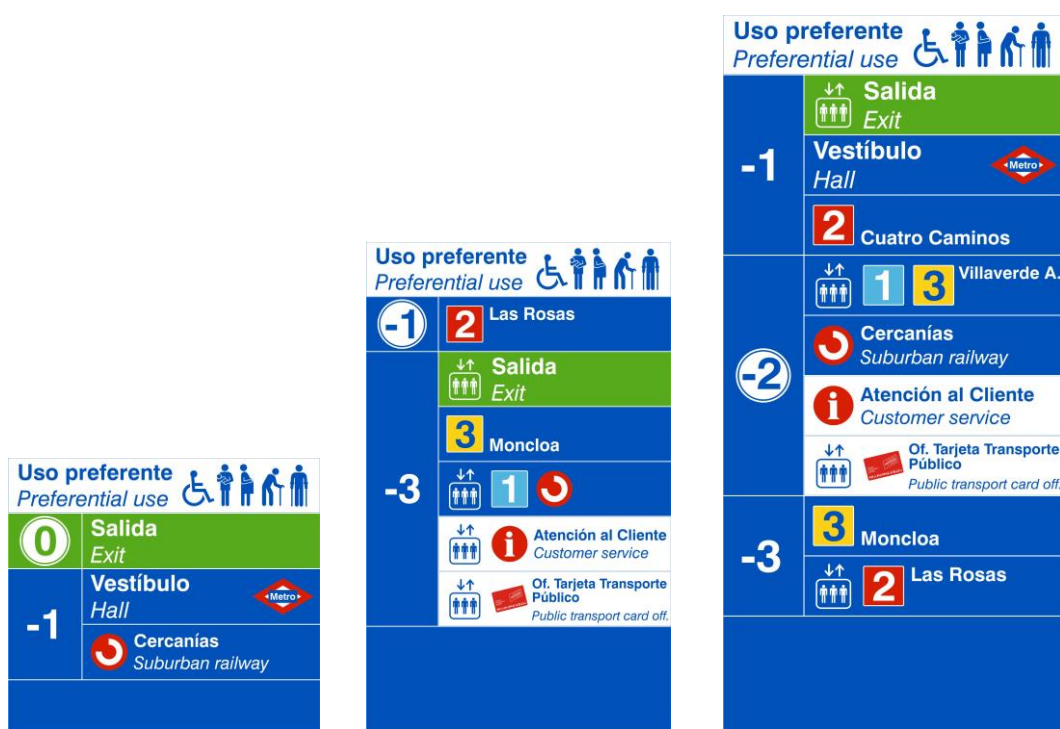 Uso preferente
Preferential use
0
Salida
Exit
-1
Vestíbulo
Hall
Metro
Cercanías
Suburban railway
Uso preferente
Preferential use
-1
2 Las Rosas
-3
Salida
Exit
3 Moncloa
1
i
Atención al Cliente
Customer service
Of. Tarjeta Transporte
Público
Public transport card off.
Uso preferente
Preferential use
-1
Salida
Exit
Vestíbulo
Hall
Metro
2 Cuatro Caminos
-2
1 3 Villaverde A.
Cercanías
Suburban railway
i
Atención al Cliente
Customer service
Of. Tarjeta Transporte
Público
Public transport card off.
-3
3 Moncloa
2 Las Rosas